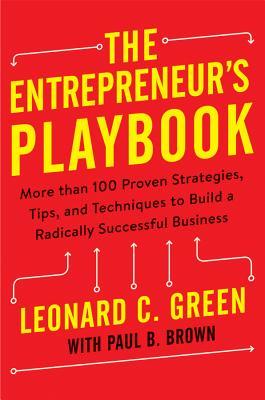 THE
ENTREPRENEUR'S
PLAYBOOK
More than 100 Proven Strategies,
Tips, and Techniques to Build a
Radically Successful Business
LEONARD C. GREEN
WITH PAUL B. BROWN